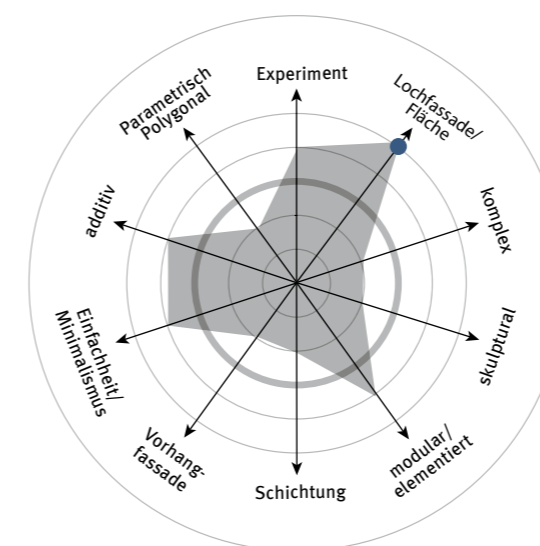 Experiment
Lochfassade/
Fläche
komplex
skulptural
modular/
elementiert
Schichtung
Vorhang-
fassade
Einfachheit/
Minimalismus
additiv
Parametrisch
Polygonal